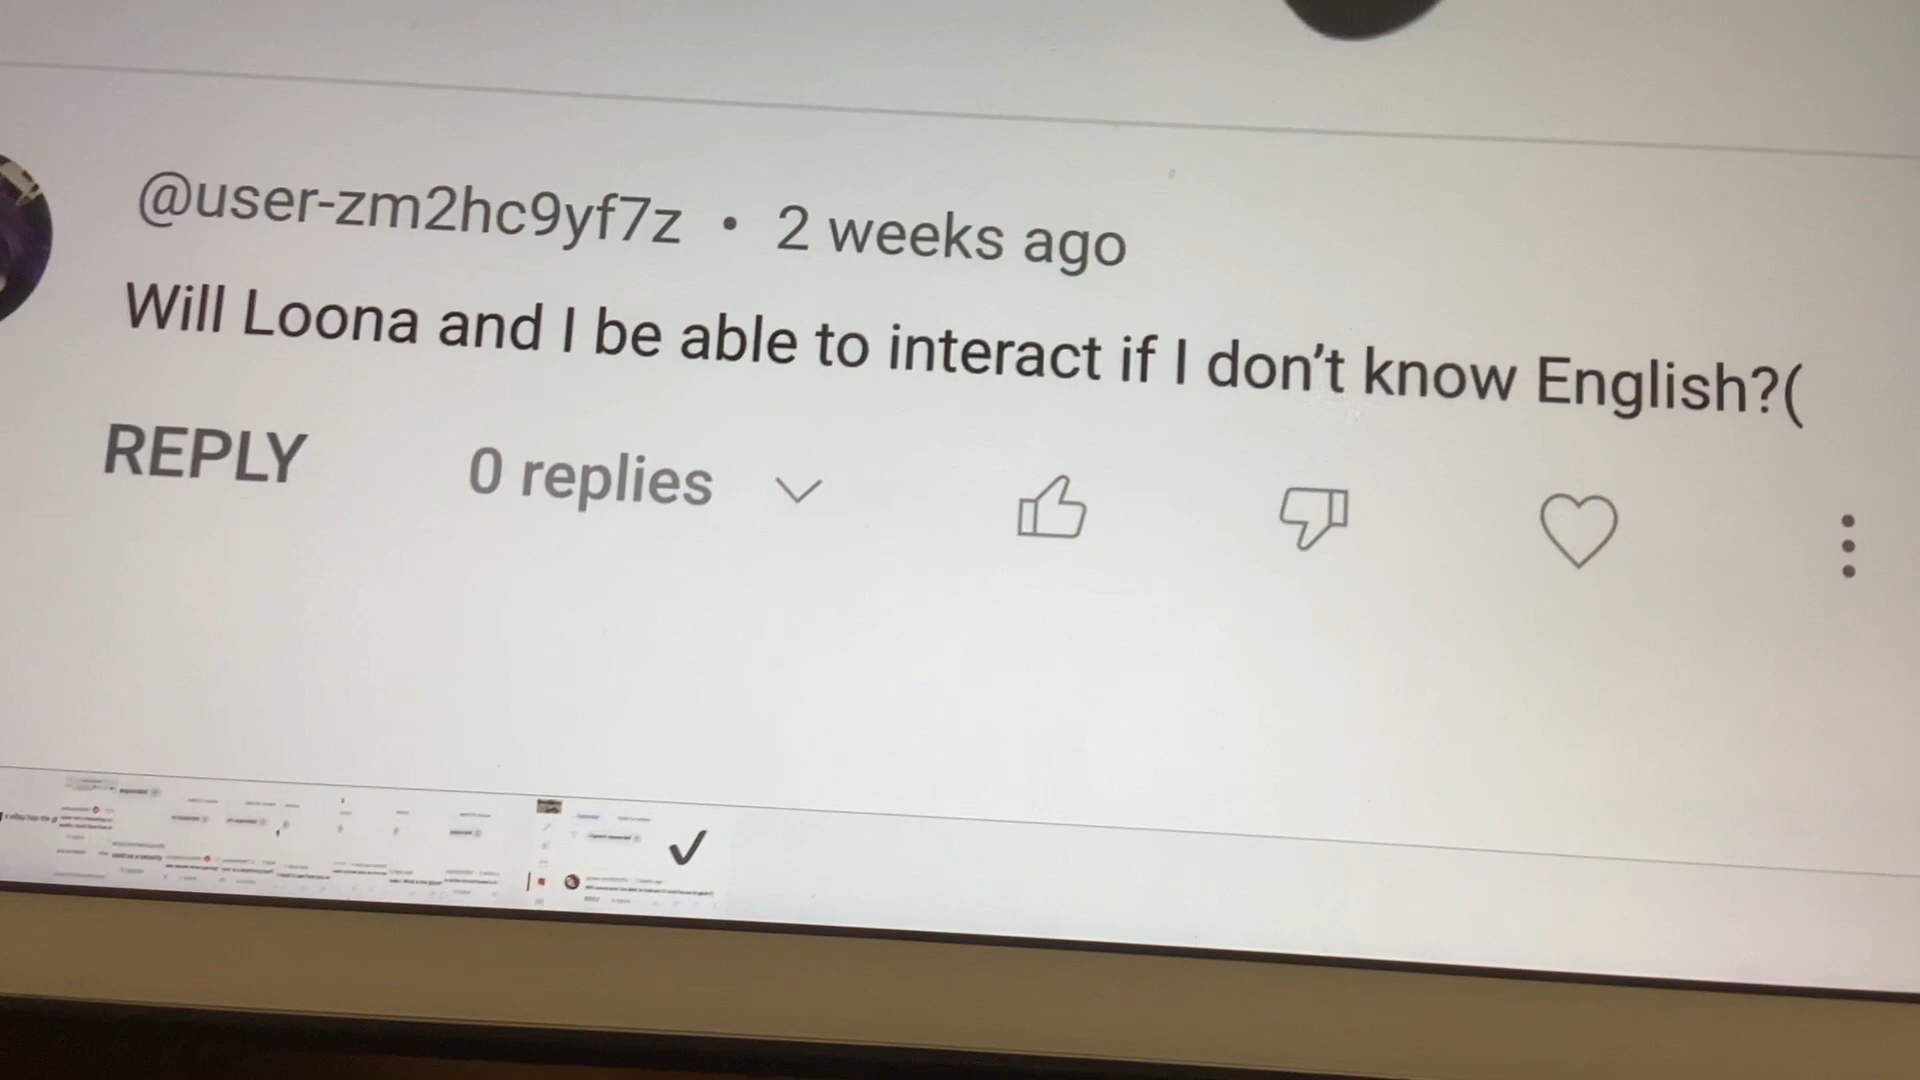 @user-zm2hc9yf7z • 2 weeks ago
Will Loona and I be able to interact if I don't know English?(
REPLY 0 replies